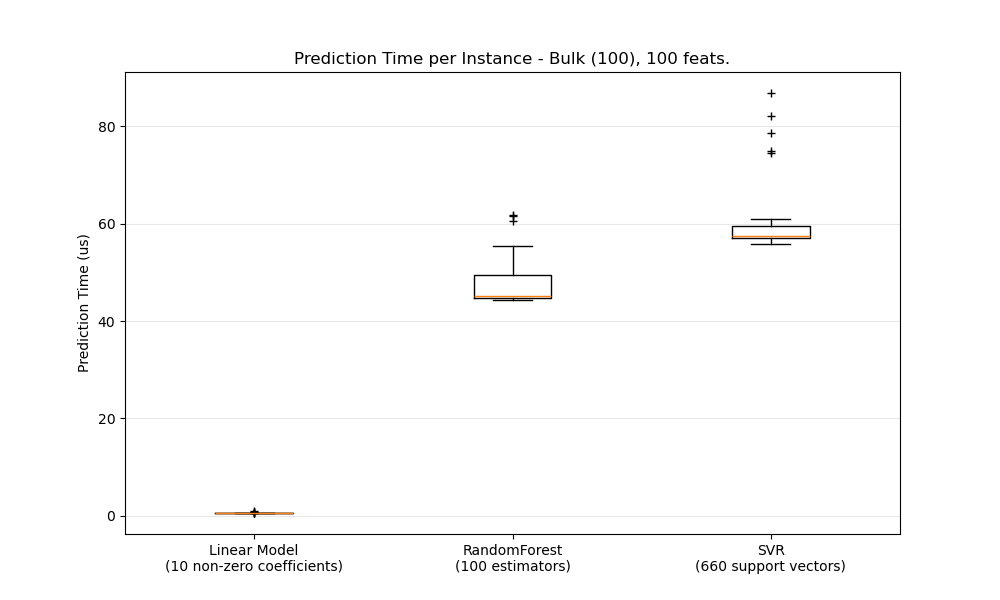 Prediction Time per Instance - Bulk (100), 100 feats.
Prediction Time (us)
80
60
40
20
0
Linear Model
(10 non-zero coefficients)
RandomForest
(100 estimators)
SVR
(660 support vectors)